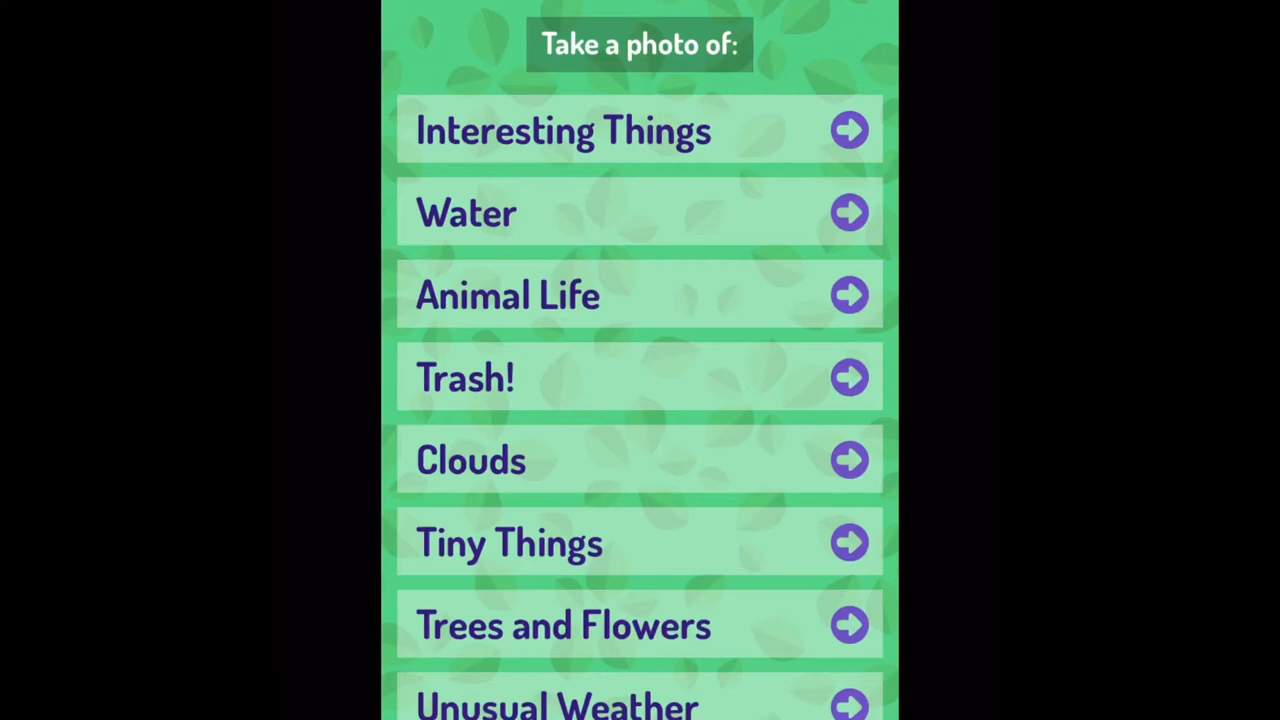 Take a photo of:
Interesting Things
Water
Animal Life
Trash!
Clouds
Tiny Things
Trees and Flowers
Unusual Weather